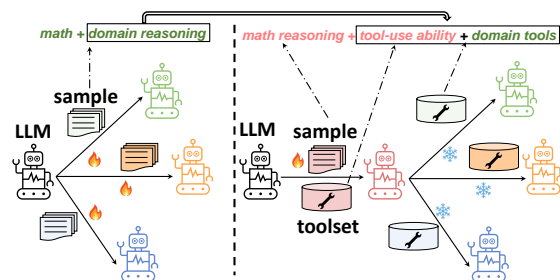 math + domain reasoning
math reasoning + tool-use ability + domain tools
sample
LLM
LLM
sample
toolset